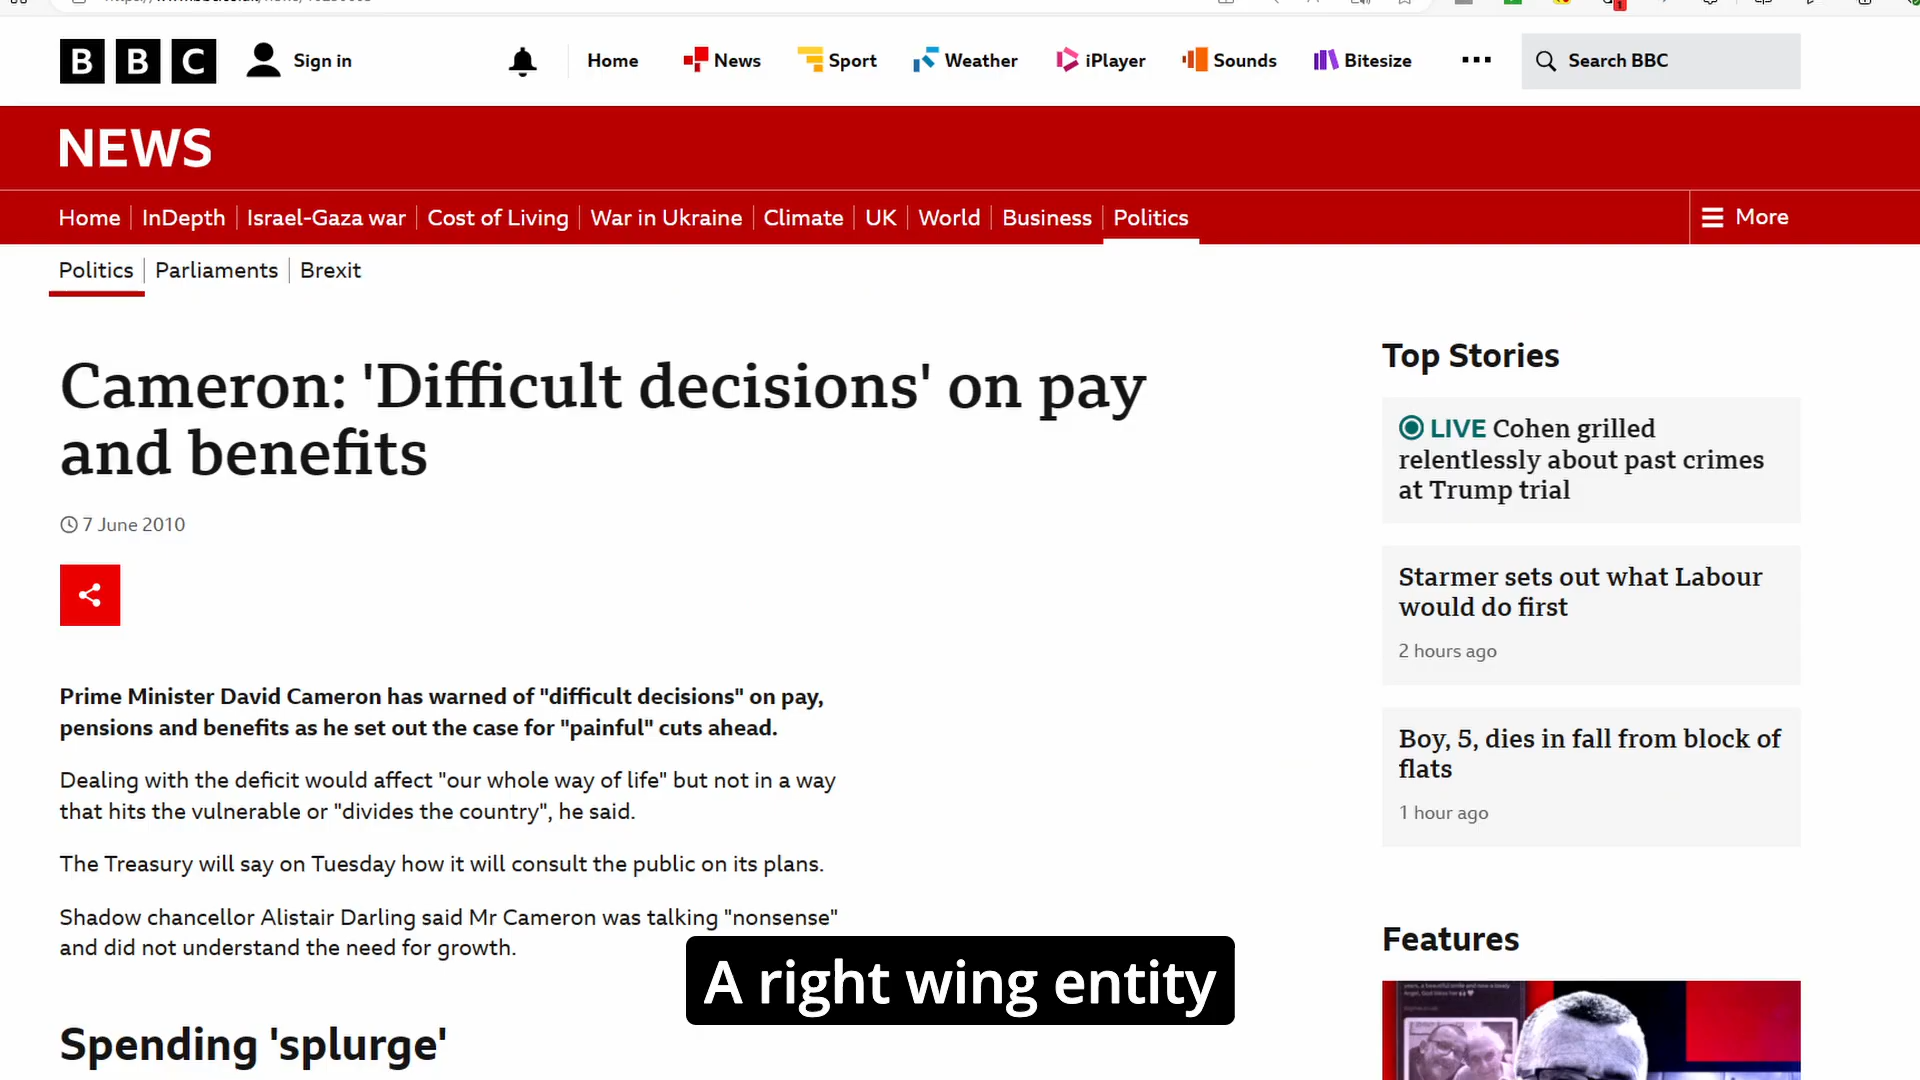 BBC
Sign in
Home
News
Sport
Weather
iPlayer
Sounds
Bitesize
Search BBC
NEWS
Home
InDepth
Israel-Gaza war
Cost of Living
War in Ukraine
Climate
UK
World
Business
Politics
More
Politics
Parliaments
Brexit
Cameron: 'Difficult decisions' on pay
and benefits
7 June 2010
Prime Minister David Cameron has warned of "difficult decisions" on pay,
pensions and benefits as he set out the case for "painful" cuts ahead.
Dealing with the deficit would affect "our whole way of life" but not in a way
that hits the vulnerable or "divides the country", he said.
The Treasury will say on Tuesday how it will consult the public on its plans.
Shadow chancellor Alistair Darling said Mr Cameron was talking "nonsense"
and did not understand the need for growth.
Spending 'splurge'
Top Stories
LIVE Cohen grilled
relentlessly about past crimes
at Trump trial
Starmer sets out what Labour
would do first
2 hours ago
Boy, 5, dies in fall from block of
flats
1 hour ago
Features
A right wing entity